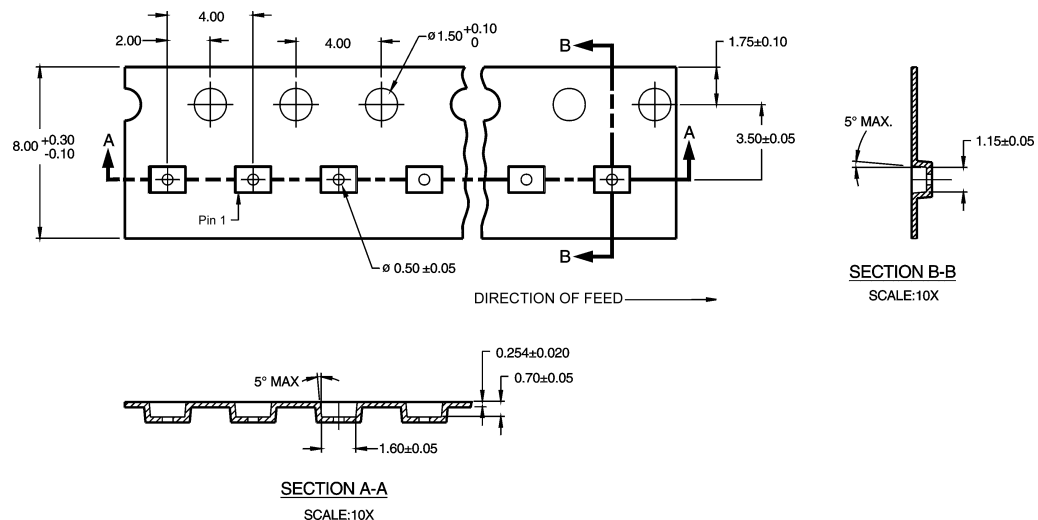 4.00
2.00
4.00
ø1.50 +0.10
0
B
1.75±0.10
8.00 +0.30
-0.10
A
A
3.50±0.05
5° MAX.
1.15±0.05
Pin 1
B
ø 0.50 ±0.05
SECTION B-B
SCALE:10X
DIRECTION OF FEED
0.254±0.020
5° MAX
0.70±0.05
1.60±0.05
SECTION A-A
SCALE:10X